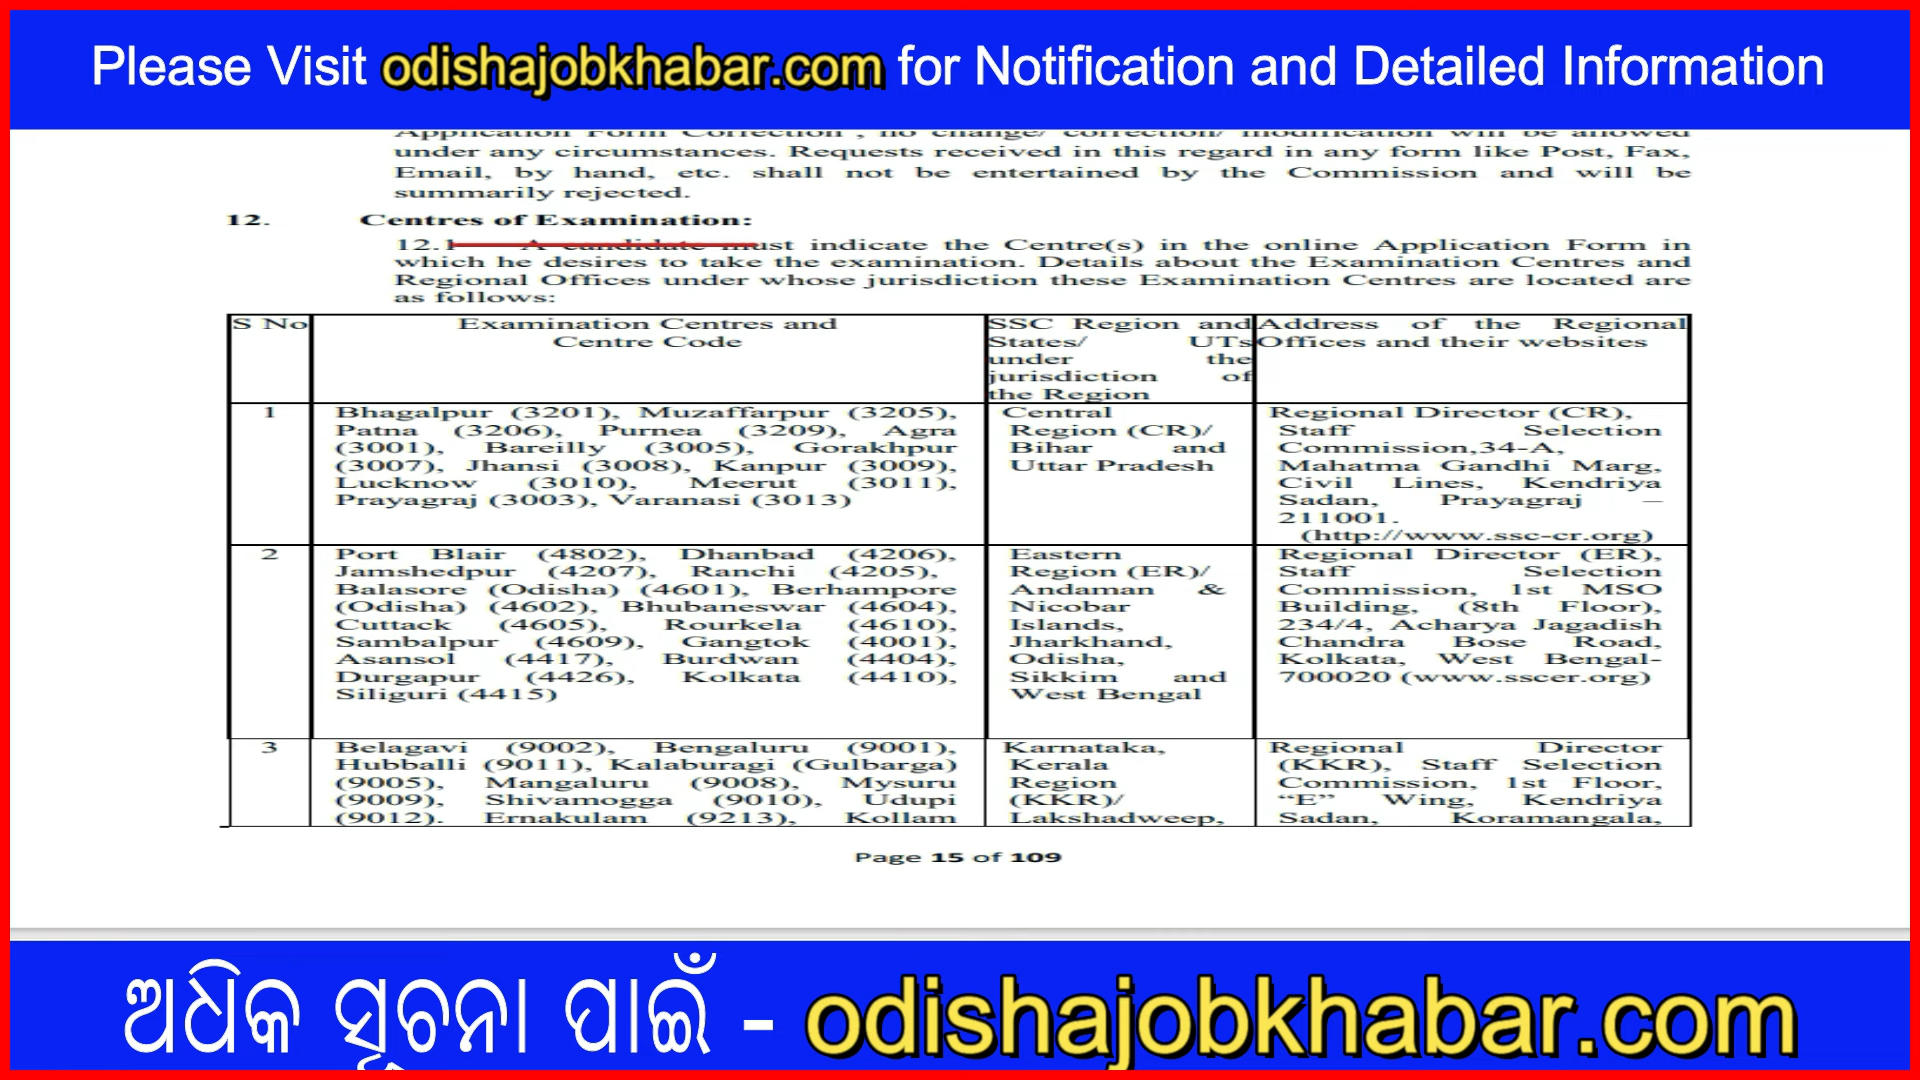 Please Visit odishajobkhabar.com for Notification and Detailed Information
Application Form Correction', no change/ correction/ modification will be allowed
under any circumstances. Requests received in this regard in any form like Post, Fax,
Email, by hand, etc. shall not be entertained by the Commission and will be
summarily rejected.
12. Centres of Examination:
12.1 A candidate must indicate the Centre(s) in the online Application Form in
which he desires to take the examination. Details about the Examination Centres and
Regional Offices under whose jurisdiction these Examination Centres are located are
as follows:
S No
Examination Centres and
Centre Code
SSC Region and
States/ UTs
under the
jurisdiction of
the Region
Address of the Regional
Offices and their websites
1
Bhagalpur (3201), Muzaffarpur (3205),
Patna (3206), Purnea (3209), Agra
(3001), Bareilly (3005), Gorakhpur
(3007), Jhansi (3008), Kanpur (3009),
Lucknow (3010), Meerut (3011),
Prayagraj (3003), Varanasi (3013)
Central
Region (CR)/
Bihar and
Uttar Pradesh
Regional Director (CR),
Staff Selection
Commission,34-A,
Mahatma Gandhi Marg,
Civil Lines, Kendriya
Sadan, Prayagraj –
211001.
(http://www.ssc-cr.org)
2
Port Blair (4802), Dhanbad (4206),
Jamshedpur (4207), Ranchi (4205),
Balasore (Odisha) (4601), Berhampore
(Odisha) (4602), Bhubaneswar (4604),
Cuttack (4605), Rourkela (4610),
Sambalpur (4609), Gangtok (4001),
Asansol (4417), Burdwan (4404),
Durgapur (4426), Kolkata (4410),
Siliguri (4415)
Eastern
Region (ER)/
Andaman &
Nicobar
Islands,
Jharkhand,
Odisha,
Sikkim and
West Bengal
Regional Director (ER),
Staff Selection
Commission, 1st MSO
Building, (8th Floor),
234/4, Acharya Jagadish
Chandra Bose Road,
Kolkata, West Bengal-
700020 (www.sscer.org)
3
Belagavi (9002), Bengaluru (9001),
Hubballi (9011), Kalaburagi (Gulbarga)
(9005), Mangaluru (9008), Mysuru
(9009), Shivamogga (9010), Udupi
(9012). Ernakulam (9213), Kollam
Karnataka,
Kerala
Region
(KKR)/
Lakshadweep,
Regional Director
(KKR), Staff Selection
Commission, 1st Floor,
“E” Wing, Kendriya
Sadan, Koramangala,
Page 15 of 109
ଅଧିକ ସୂଚନା ପାଇଁ - odishajobkhabar.com